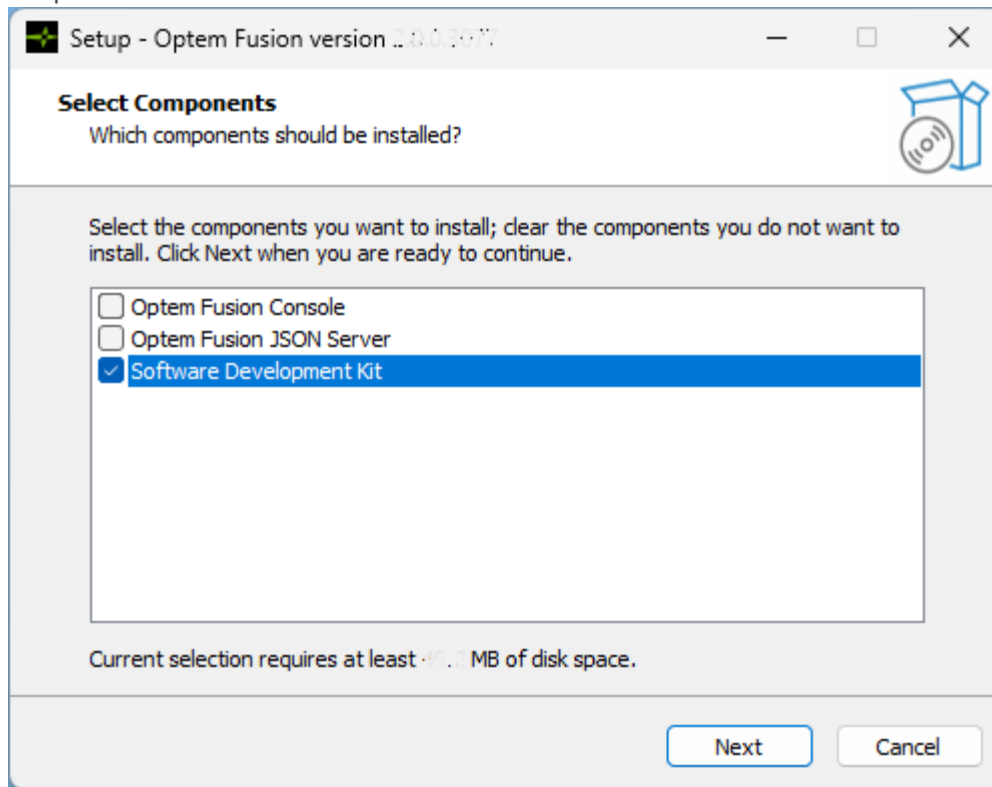 Setup - Optem Fusion version
Select Components
Which components should be installed?
Select the components you want to install; clear the components you do not want to
install. Click Next when you are ready to continue.
Optem Fusion Console
Optem Fusion JSON Server
Software Development Kit
Current selection requires at least MB of disk space.
Next
Cancel